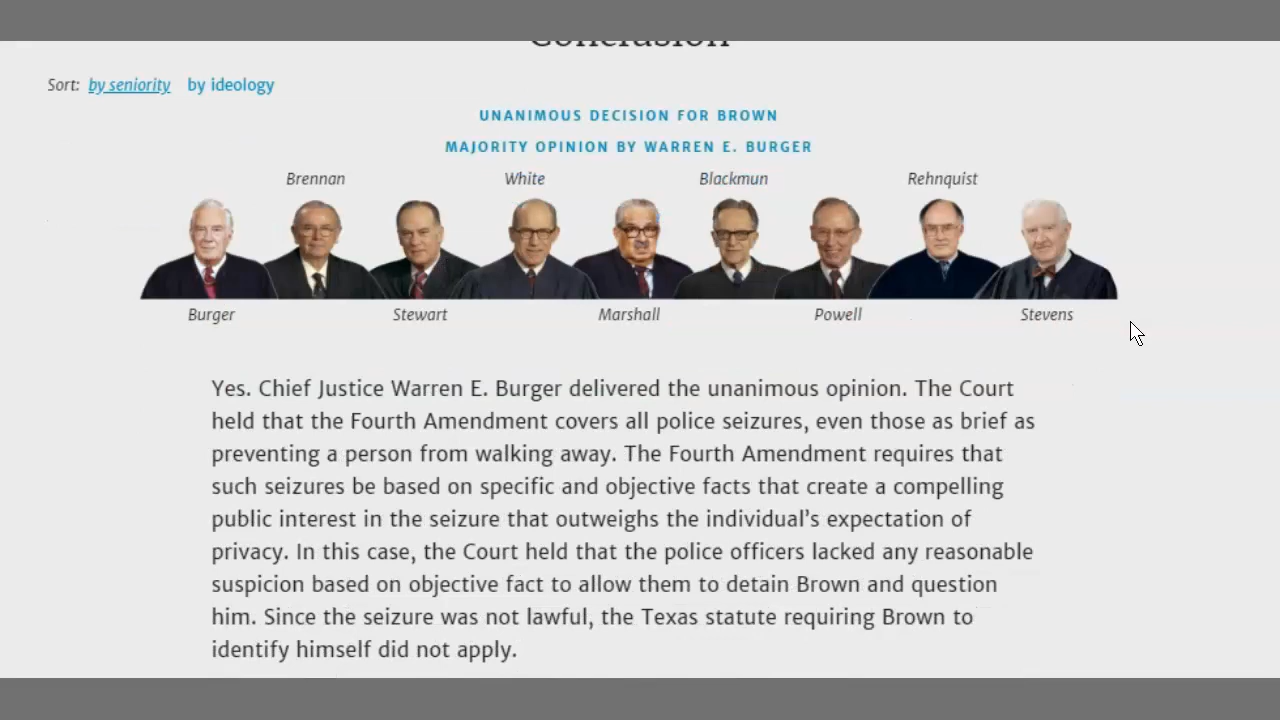 Conclusion
Sort: by seniority by ideology
UNANIMOUS DECISION FOR BROWN
MAJORITY OPINION BY WARREN E. BURGER
Brennan White Blackmun Rehnquist
Burger Stewart Marshall Powell Stevens
Yes. Chief Justice Warren E. Burger delivered the unanimous opinion. The Court
held that the Fourth Amendment covers all police seizures, even those as brief as
preventing a person from walking away. The Fourth Amendment requires that
such seizures be based on specific and objective facts that create a compelling
public interest in the seizure that outweighs the individual’s expectation of
privacy. In this case, the Court held that the police officers lacked any reasonable
suspicion based on objective fact to allow them to detain Brown and question
him. Since the seizure was not lawful, the Texas statute requiring Brown to
identify himself did not apply.